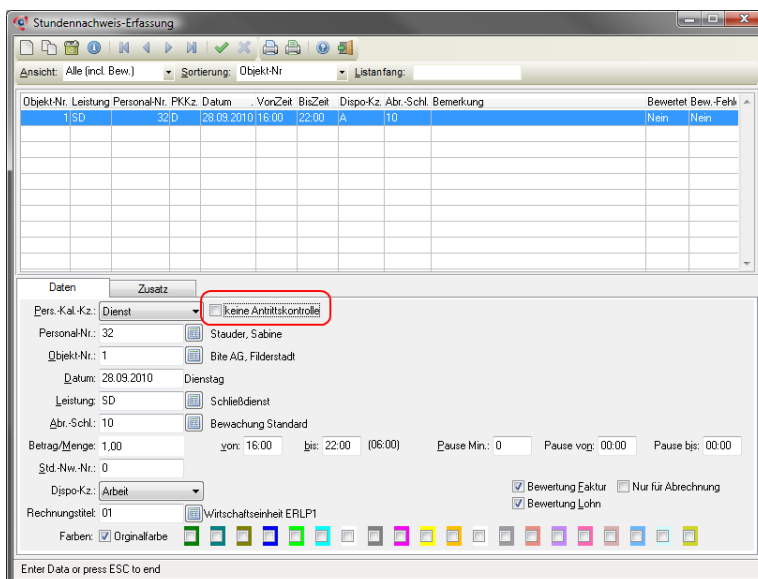 Stundennachweis-Erfassung
Ansicht: Alle (incl. Bew.) Sortierung: Objekt-Nr Listanfang:
Objekt-Nr. Leistung Personal-Nr. PKKz. Datum . VonZeit BisZeit Dispo-Kz. Abr.-Schl. Bemerkung Bewertet Bew.-Fehl
1 SD 32 D 28.09.2010 16:00 22:00 A 10 Nein Nein
Daten Zusatz
Pers.-Kal.-Kz.: Dienst keine Antrittskontrolle
Personal-Nr.: 32 Stauder, Sabine
Objekt-Nr.: 1 Bite AG, Filderstadt
Datum: 28.09.2010 Dienstag
Leistung: SD Schließdienst
Abr.-Schl.: 10 Bewachung Standard
Betrag/Menge: 1,00 von: 16:00 bis: 22:00 (06:00) Pause Min.: 0 Pause von: 00:00 Pause bis: 00:00
Std.-Nw.-Nr.: 0
Dispo-Kz.: Arbeit Bewertung Faktur Nur für Abrechnung
Bewertung Lohn
Rechnungstitel: 01 Wirtschaftseinheit ERLP1
Farben: Orginalfarbe
Enter Data or press ESC to end